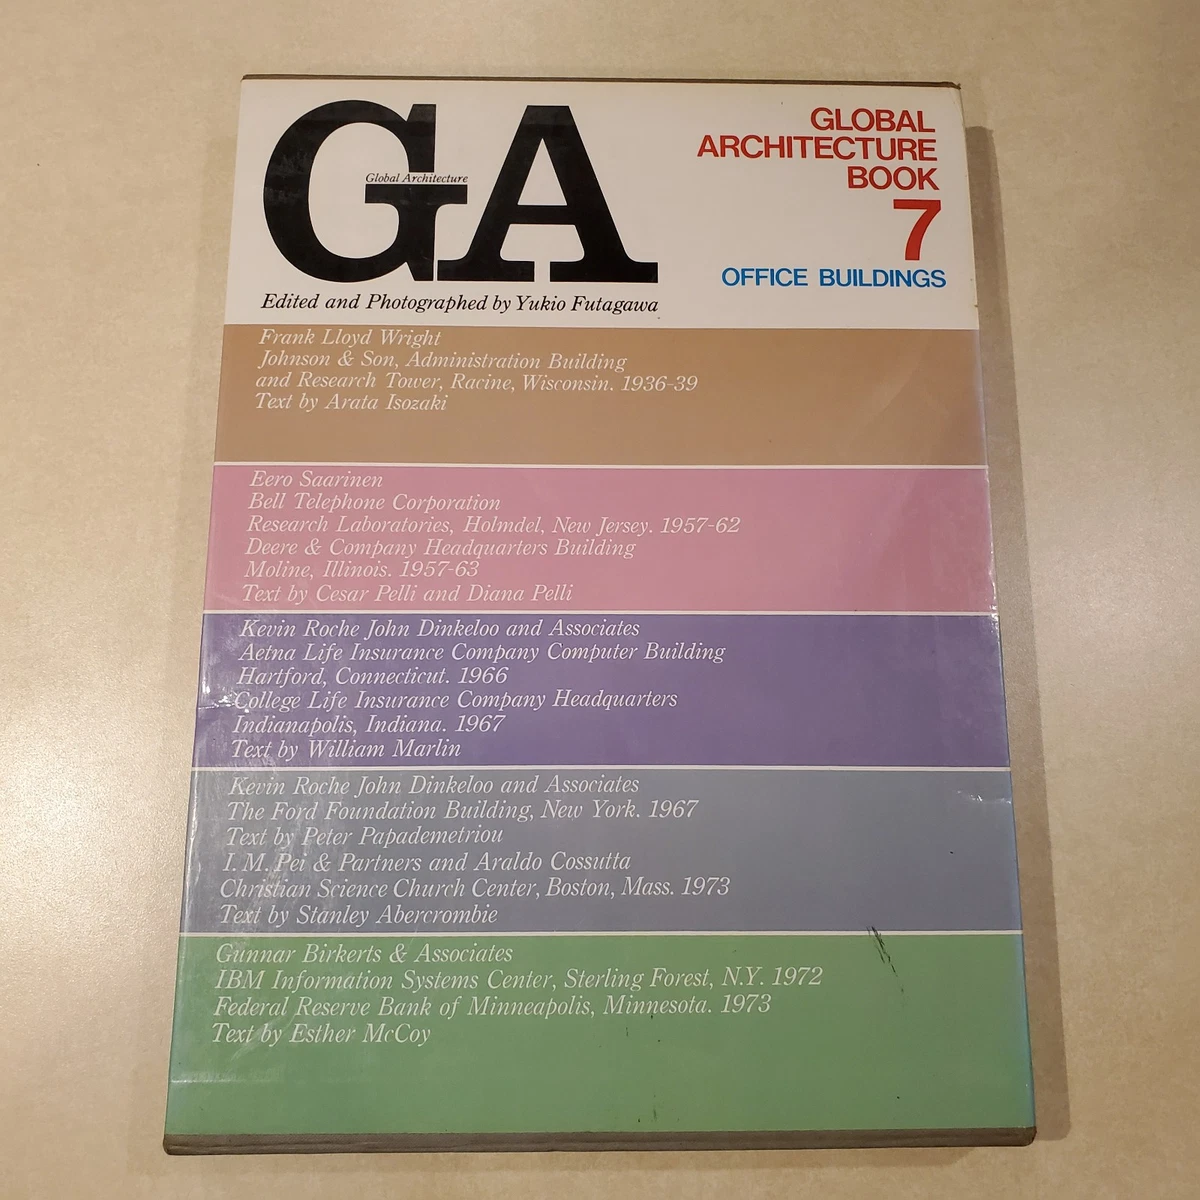 GA
Global Architecture
Edited and Photographed by Yukio Futagawa
GLOBAL
ARCHITECTURE
BOOK
7
OFFICE BUILDINGS
Frank Lloyd Wright
Johnson & Son, Administration Building
and Research Tower, Racine, Wisconsin. 1936-39
Text by Arata Isozaki
Eero Saarinen
Bell Telephone Corporation
Research Laboratories, Holmdel, New Jersey. 1957-62
Deere & Company Headquarters Building
Moline, Illinois. 1957-63
Text by Cesar Pelli and Diana Pelli
Kevin Roche John Dinkeloo and Associates
Aetna Life Insurance Company Computer Building
Hartford, Connecticut. 1966
College Life Insurance Company Headquarters
Indianapolis, Indiana. 1967
Text by William Marlin
Kevin Roche John Dinkeloo and Associates
The Ford Foundation Building, New York. 1967
Text by Peter Papademetriou
I. M. Pei & Partners and Araldo Cossutta
Christian Science Church Center, Boston, Mass. 1973
Text by Stanley Abercrombie
Gunnar Birkerts & Associates
IBM Information Systems Center, Sterling Forest, N.Y. 1972
Federal Reserve Bank of Minneapolis, Minnesota. 1973
Text by Esther McCoy